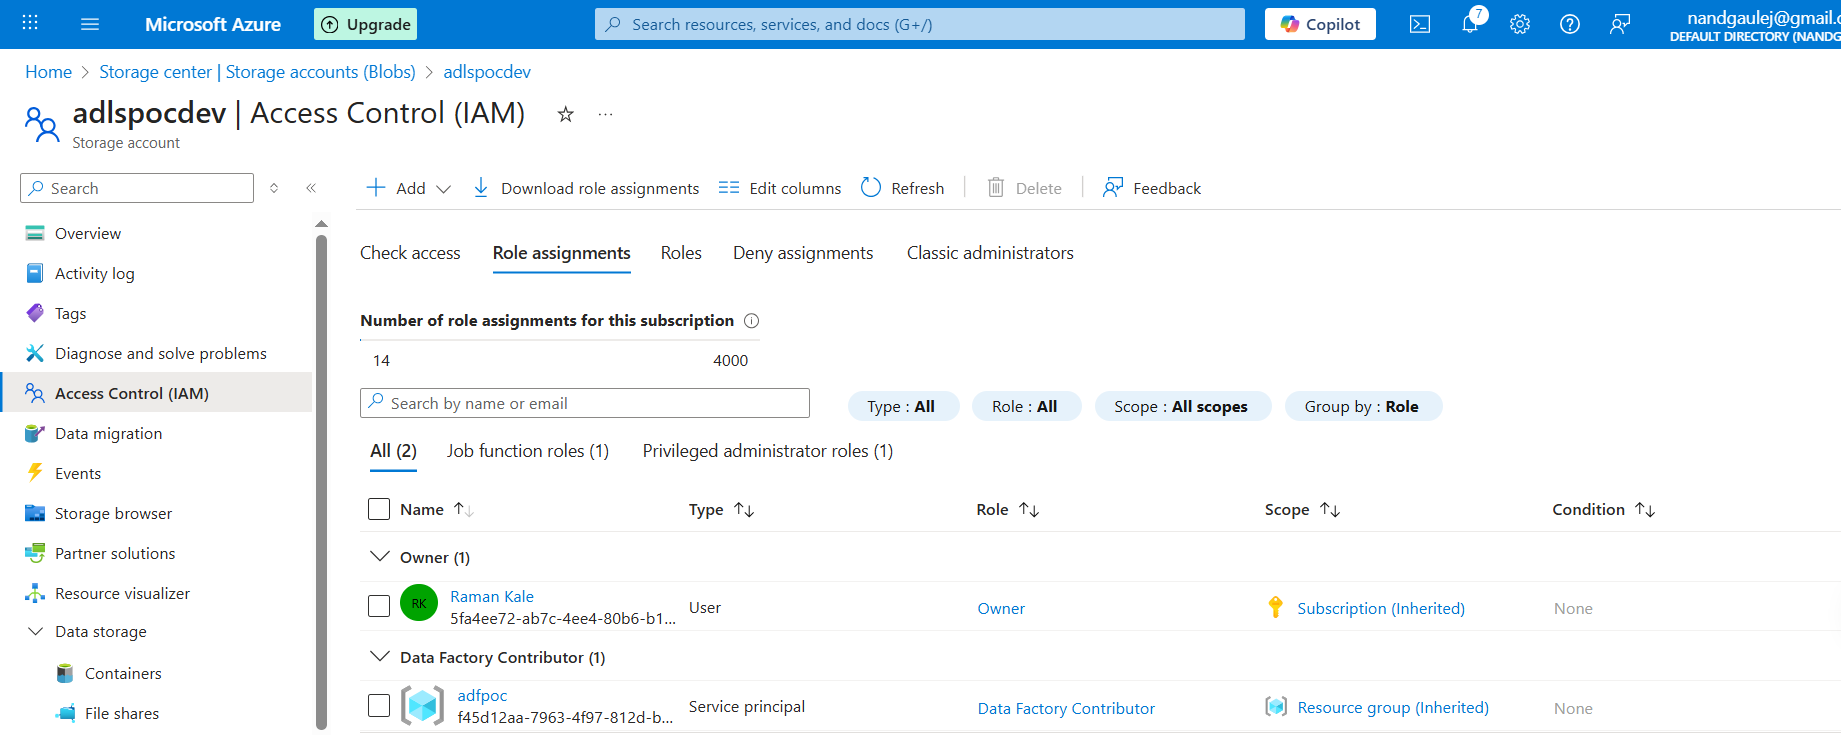 Microsoft Azure
Upgrade
Search resources, services, and docs (G+/)
Copilot
7
nandgaulej@gmail.c
DEFAULT DIRECTORY (NANDG
Home > Storage center | Storage accounts (Blobs) > adlspocdev
adlspocdev | Access Control (IAM)
Storage account
Search
Add
Download role assignments
Edit columns
Refresh
Delete
Feedback
Overview
Activity log
Tags
Diagnose and solve problems
Access Control (IAM)
Data migration
Events
Storage browser
Partner solutions
Resource visualizer
Data storage
Containers
File shares
Check access
Role assignments
Roles
Deny assignments
Classic administrators
Number of role assignments for this subscription
14
4000
Search by name or email
Type : All
Role : All
Scope : All scopes
Group by : Role
All (2)
Job function roles (1)
Privileged administrator roles (1)
Name Type Role Scope Condition
Owner (1)
RK
Raman Kale
5fa4ee72-ab7c-4ee4-80b6-b1...
User
Owner
Subscription (Inherited)
None
Data Factory Contributor (1)
adfpoc
f45d12aa-7963-4f97-812d-b...
Service principal
Data Factory Contributor
Resource group (Inherited)
None